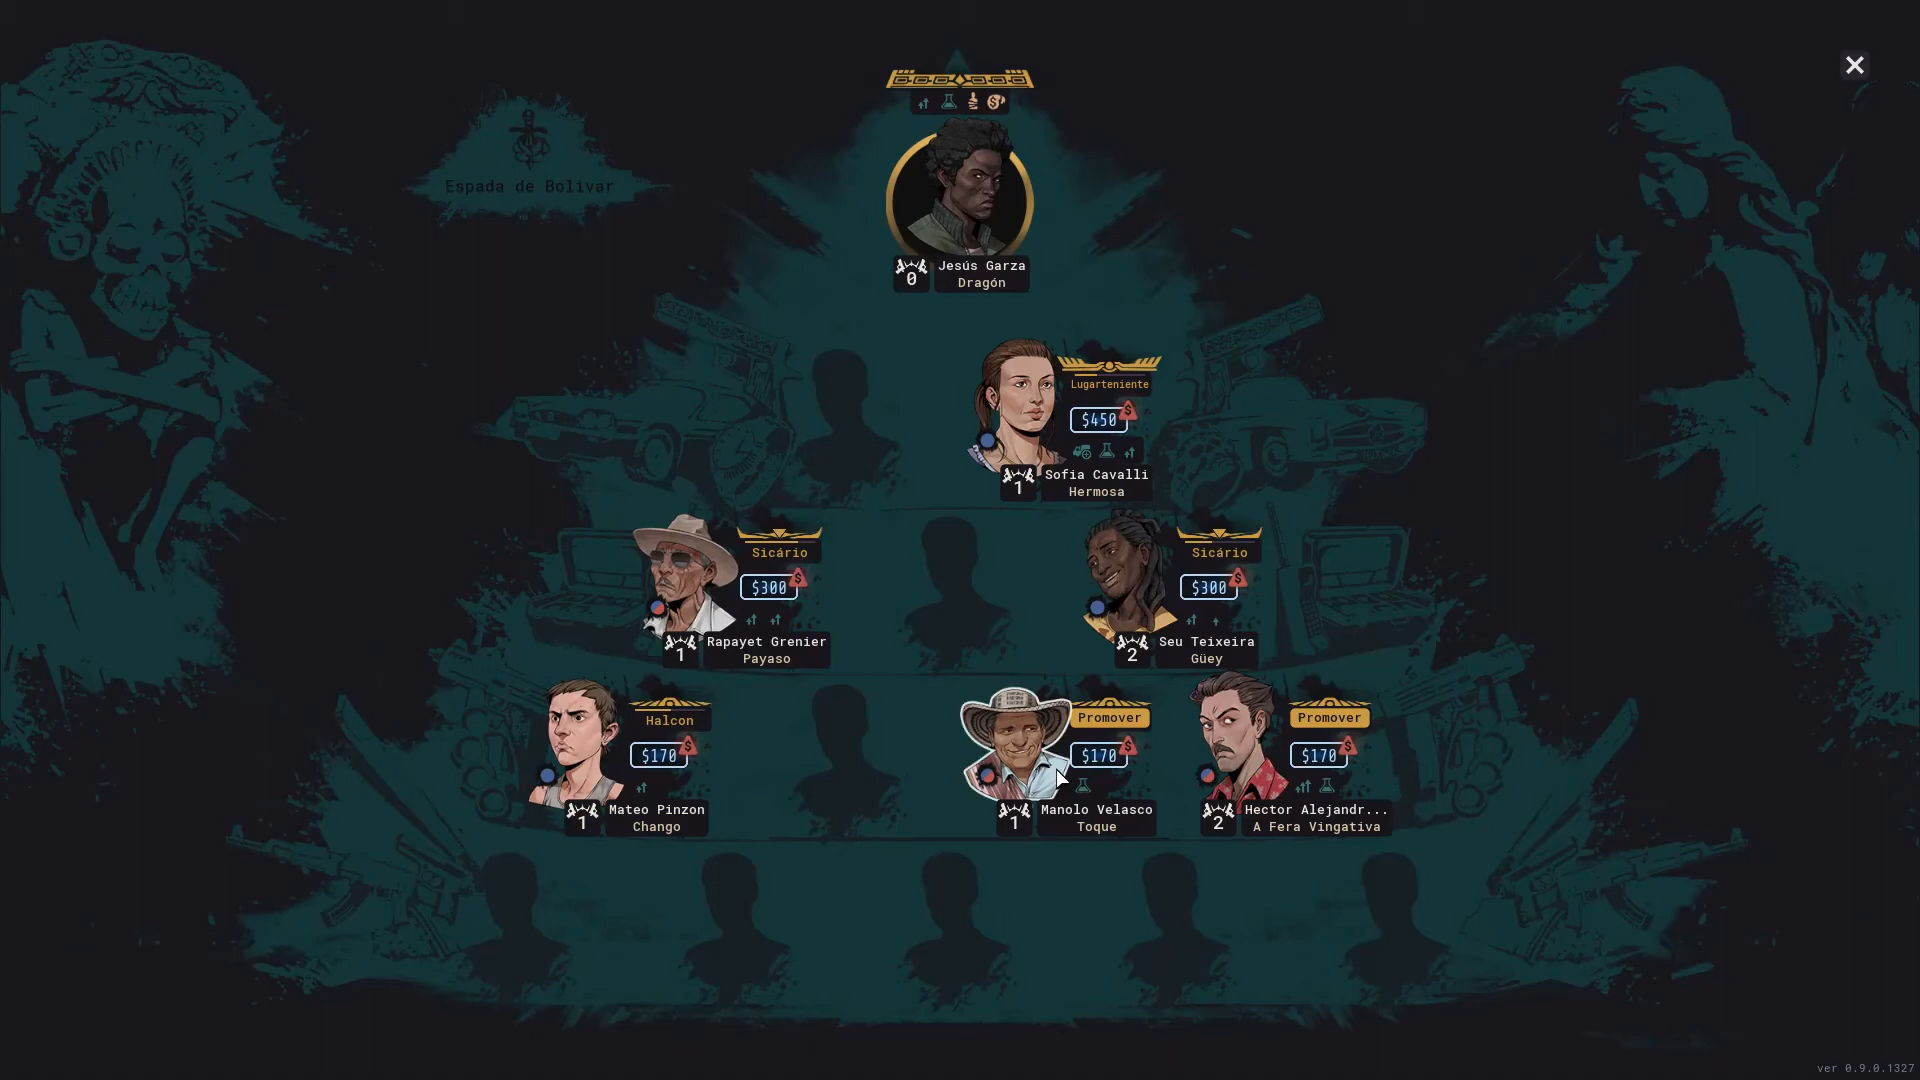 Espada de Bolívar
0
Jesús Garza
Dragón
Lugarteniente
$450
1
Sofia Cavalli
Hermosa
Sicário
$300
1
Rapayet Grenier
Payaso
Sicário
$300
2
Seu Teixeira
Güey
Halcon
$170
1
Mateo Pinzon
Chango
Promover
$170
1
Manolo Velasco
Toque
Promover
$170
2
Hector Alejandr...
A Fera Vingativa
ver 0.9.0.1327